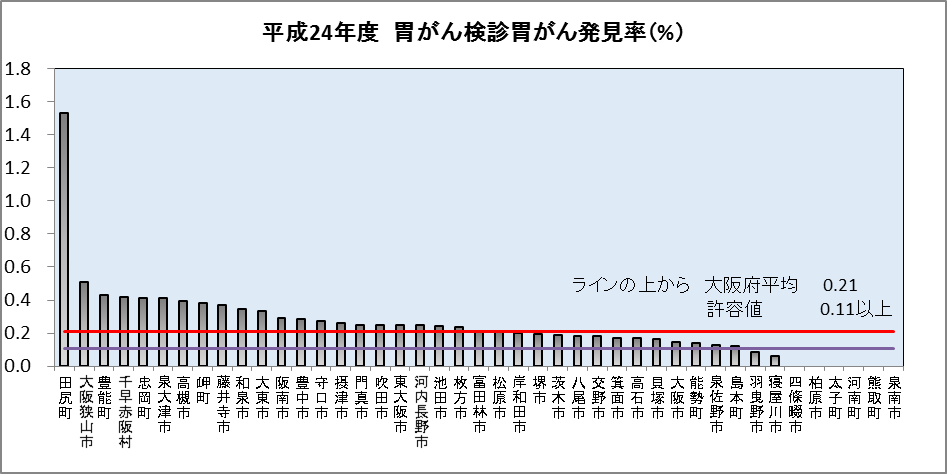 平成24年度 胃がん検診胃がん発見率(%)
1.8
1.6
1.4
1.2
1.0
0.8
0.6
0.4
0.2
0.0
ラインの上から 大阪府平均 0.21
許容値 0.11以上
田尻町
大阪狭山市
豊能町
千早赤阪村
忠岡町
泉大津市
高槻市
岬町
藤井寺市
和泉市
大東市
阪南市
豊中市
守口市
摂津市
門真市
吹田市
東大阪市
河内長野市
池田市
枚方市
富田林市
松原市
岸和田市
堺市
茨木市
八尾市
交野市
箕面市
高石市
貝塚市
大阪市
能勢町
泉佐野市
島本町
羽曳野市
寝屋川市
四條畷市
柏原市
太子町
河南町
熊取町
泉南市